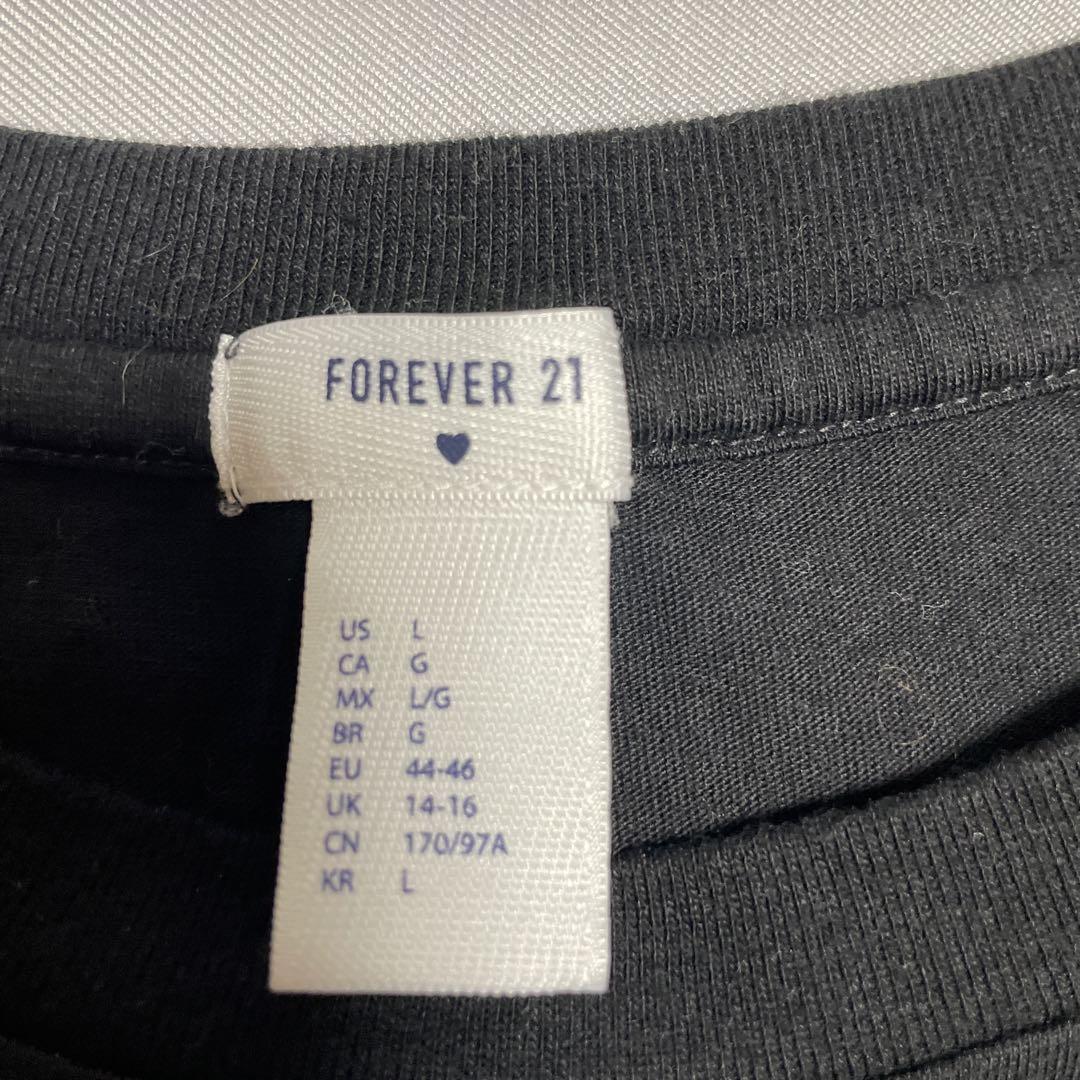 FOREVER 21
US L
CA G
MX L/G
BR G
EU 44-46
UK 14-16
CN 170/97A
KR L